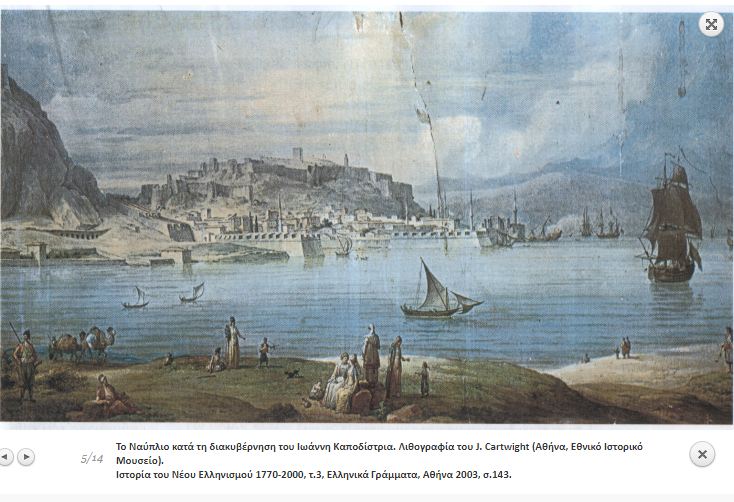 5/14
Το Ναύπλιο κατά τη διακυβέρνηση του Ιωάννη Καποδίστρια. Λιθογραφία του J. Cartwight (Αθήνα, Εθνικό Ιστορικό
Μουσείο).
Ιστορία του Νέου Ελληνισμού 1770-2000, τ.3, Ελληνικά Γράμματα, Αθήνα 2003, σ.143.